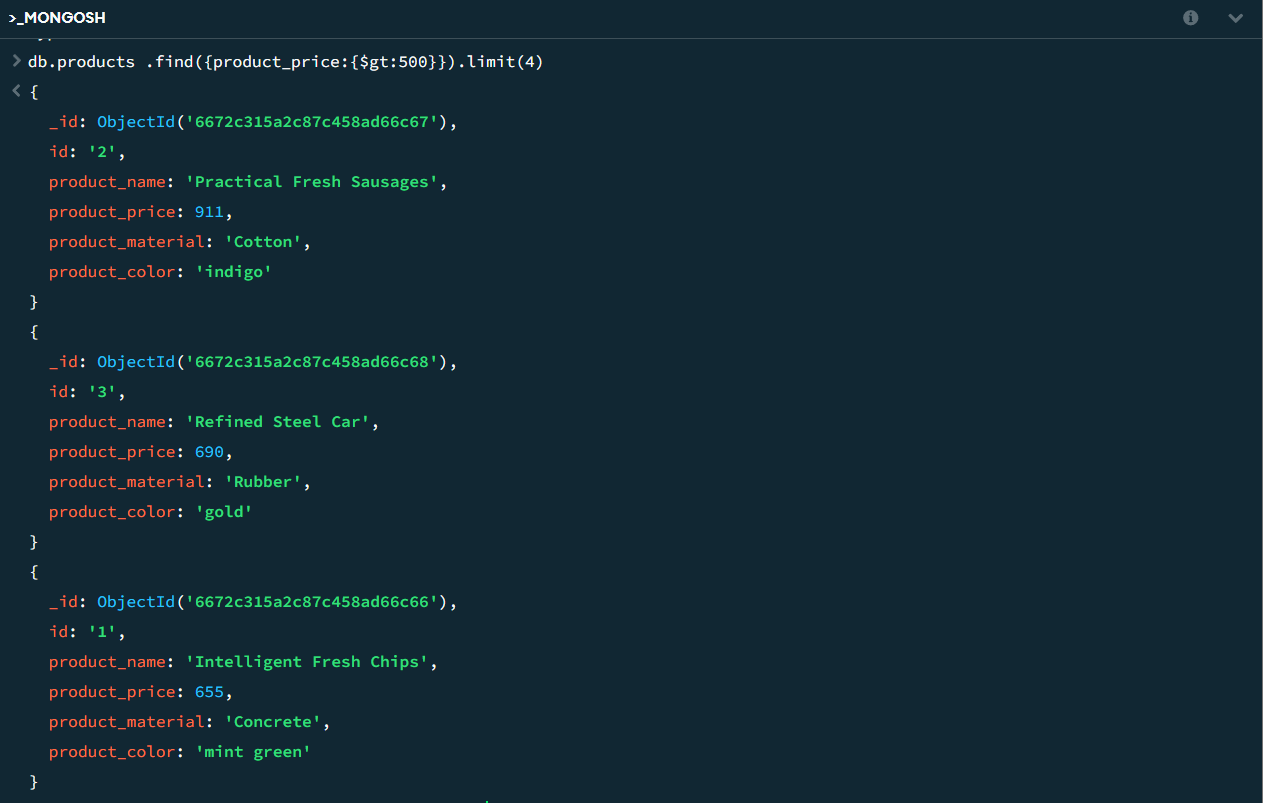 >_MONGOSH
> db.products .find({product_price:{$gt:500}}).limit(4)
< {
_id: ObjectId('6672c315a2c87c458ad66c67'),
id: '2',
product_name: 'Practical Fresh Sausages',
product_price: 911,
product_material: 'Cotton',
product_color: 'indigo'
}
{
_id: ObjectId('6672c315a2c87c458ad66c68'),
id: '3',
product_name: 'Refined Steel Car',
product_price: 690,
product_material: 'Rubber',
product_color: 'gold'
}
{
_id: ObjectId('6672c315a2c87c458ad66c66'),
id: '1',
product_name: 'Intelligent Fresh Chips',
product_price: 655,
product_material: 'Concrete',
product_color: 'mint green'
}